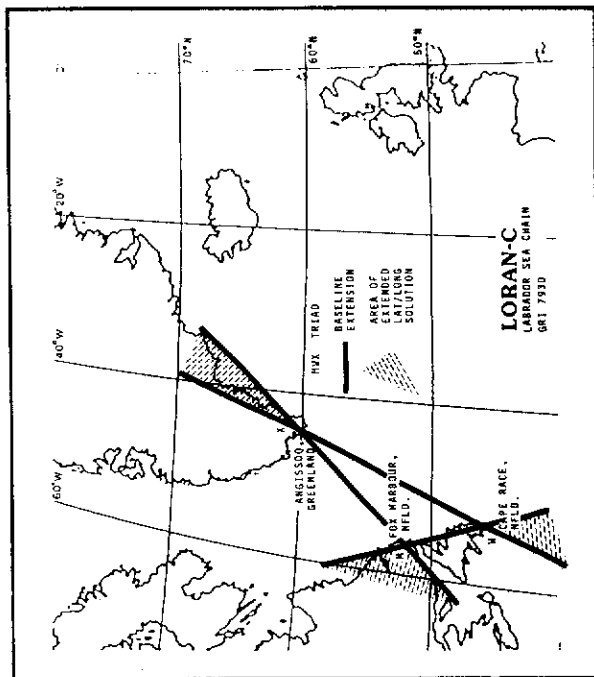 70°N
60°N
50°N
20°W
40°W
60°W
0°
MWX TRIAD
BASELINE
EXTENSION
AREA OF
EXTENDED
LAT/LONG
SOLUTION
X
ANGISSOQ,
GREENLAND
M
FOX HARBOUR,
NFLD.
W
CAPE RACE,
NFLD.
LORAN-C
LABRADOR SEA CHAIN
GRI 7930